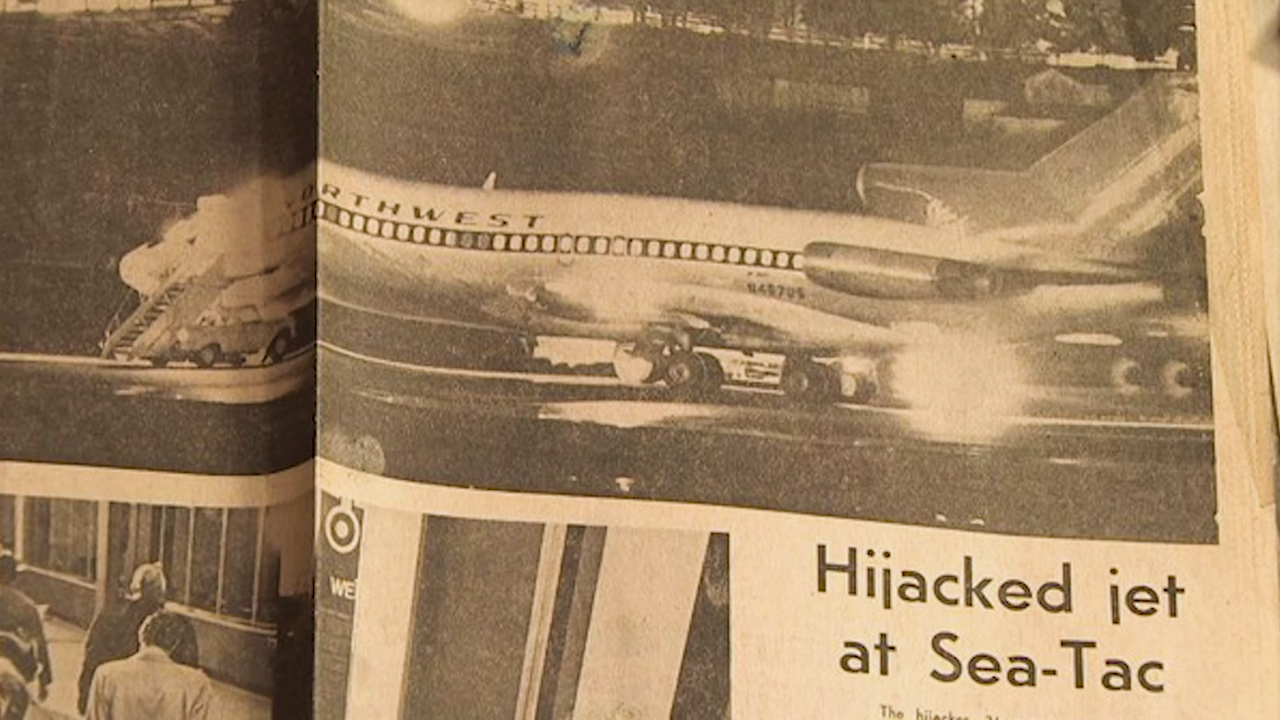 ORTHWEST
N467US
WE
Hijacked jet
at Sea-Tac
The hijacker,